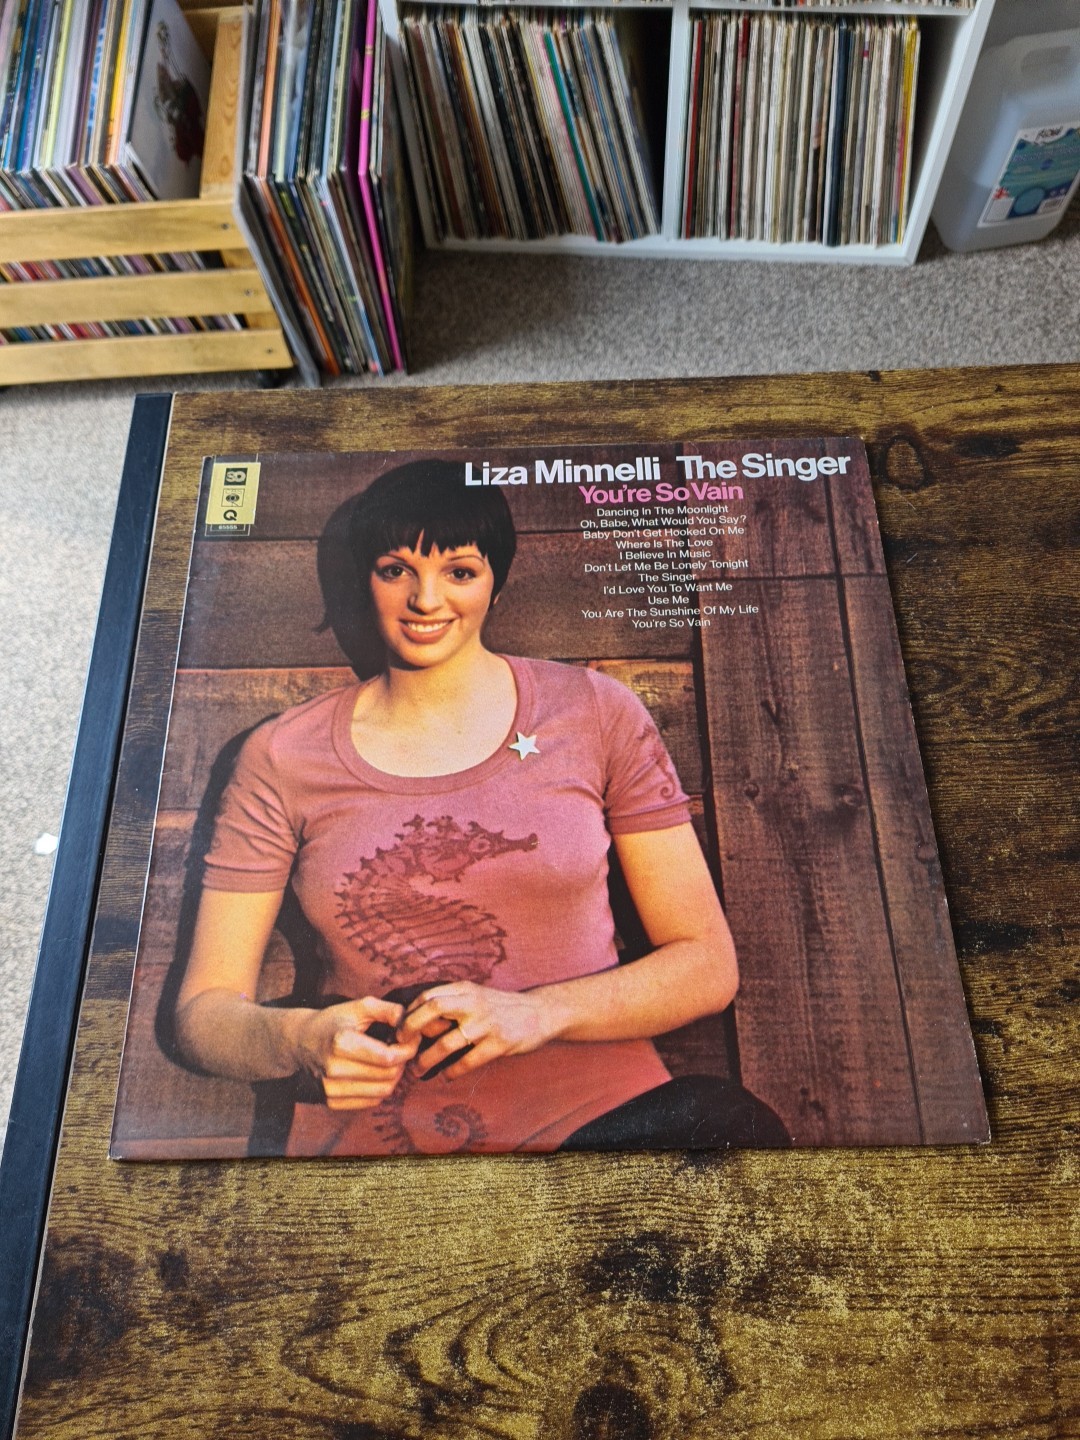 Liza Minnelli The Singer
You're So Vain
Dancing In The Moonlight
Oh, Babe, What Would You Say?
Baby Don't Get Hooked On Me
Where Is The Love
I Believe In Music
Don't Let Me Be Lonely Tonight
The Singer
I'd Love You To Want Me
Use Me
You Are The Sunshine Of My Life
You're So Vain
SQ
Q